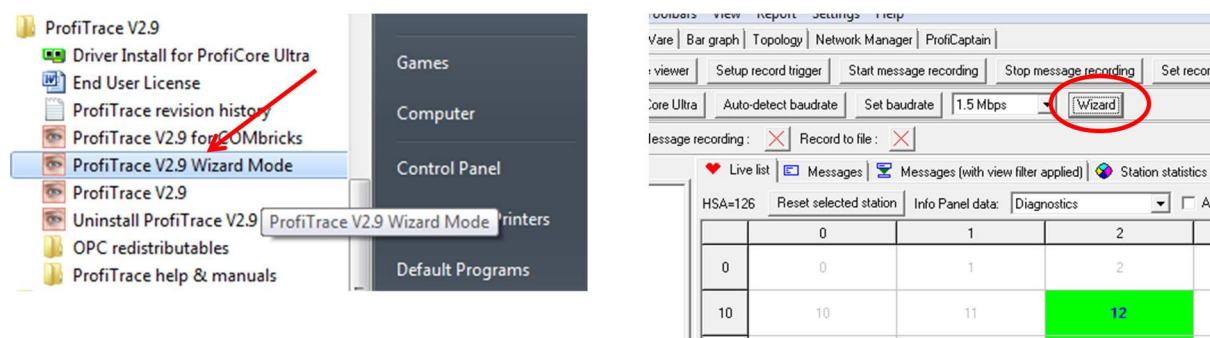 ProfiTrace V2.9
Driver Install for ProfiCore Ultra
End User License
ProfiTrace revision history
ProfiTrace V2.9 for COMbricks
ProfiTrace V2.9 Wizard Mode
ProfiTrace V2.9
Uninstall ProfiTrace V2.9
ProfiTrace V2.9 Wizard Mode
OPC redistributables
ProfiTrace help & manuals
Games
Computer
Control Panel
Printers
Default Programs
View Report Settings Help
Bar graph Topology Network Manager ProfiCaptain
viewer Setup record trigger Start message recording Stop message recording Set
Ultra Auto-detect baudrate Set baudrate 1.5 Mbps Wizard
recording : Record to file :
Live list Messages Messages (with view filter applied) Station statistics
HSA=126 Reset selected station Info Panel data: Diagnostics
0 1 2
0 0 1 2
10 10 11 12